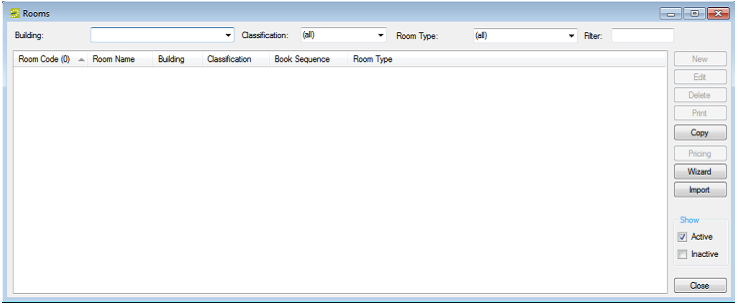 Rooms
Building: Classification: (all) Room Type: (all) Filter:
Room Code (0) Room Name Building Classification Book Sequence Room Type
New
Edit
Delete
Print
Copy
Pricing
Wizard
Import
Show
Active
Inactive
Close